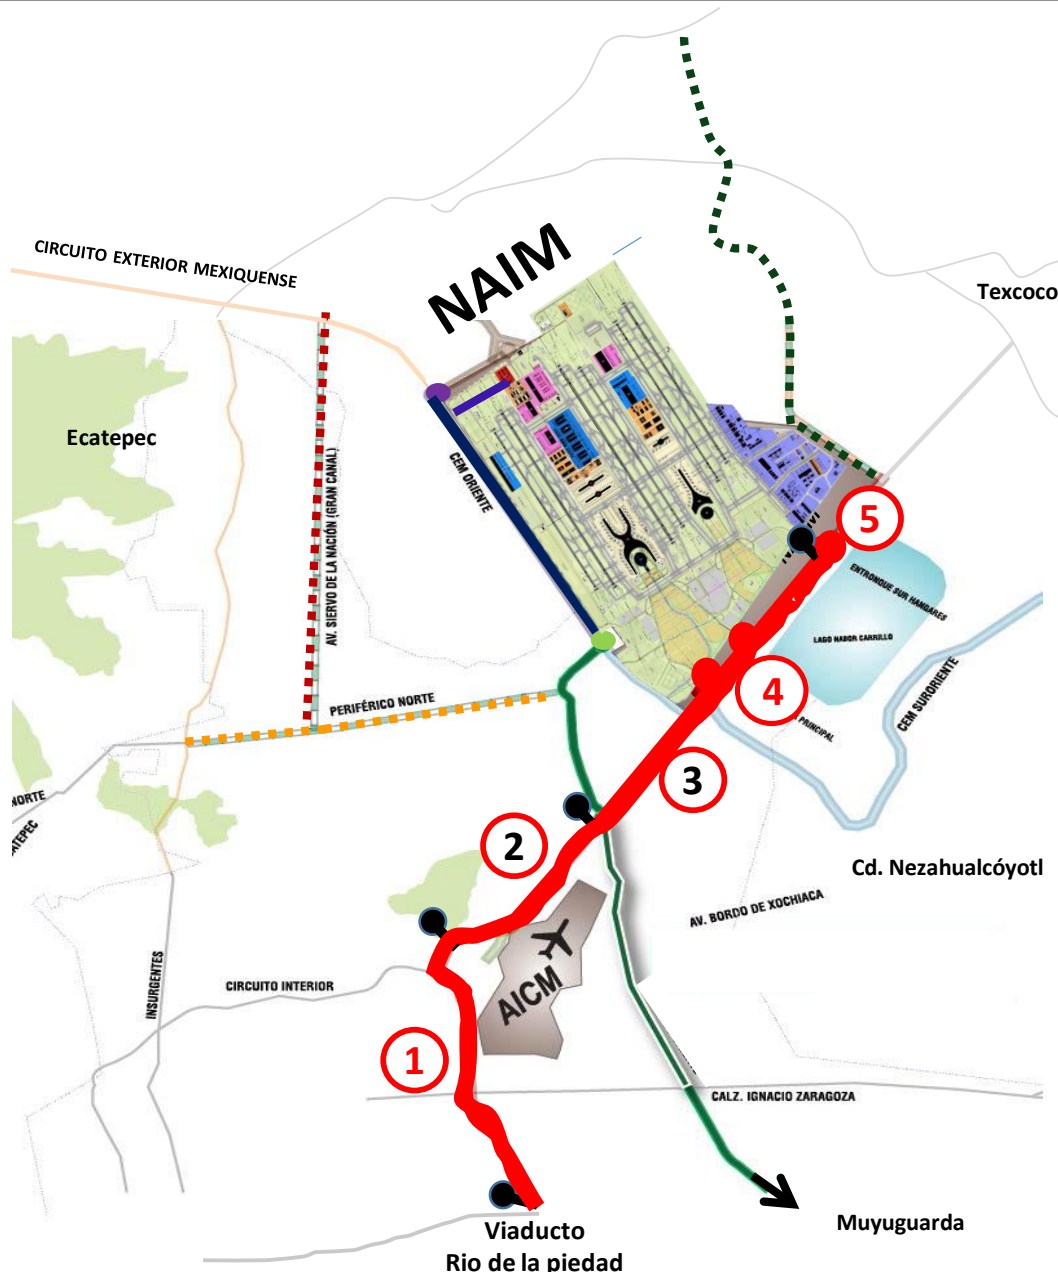 CIRCUITO EXTERIOR MEXIQUENSE
NAIM
Texcoco
Ecatepec
CEM ORIENTE
AV. SIERVO DE LA NACIÓN (GRAN CANAL)
5
ENTRONQUE SUR HANGARES
LAGO NABOR CARRILLO
CEM SURORIENTE
4
PERIFÉRICO NORTE
PRINCIPAL
3
NORTE
ATEPEC
2
Cd. Nezahualcóyotl
AV. BORDO DE XOCHIACA
INSURGENTES
CIRCUITO INTERIOR
AICM
1
CALZ. IGNACIO ZARAGOZA
Muyuguarda
Viaducto
Rio de la piedad